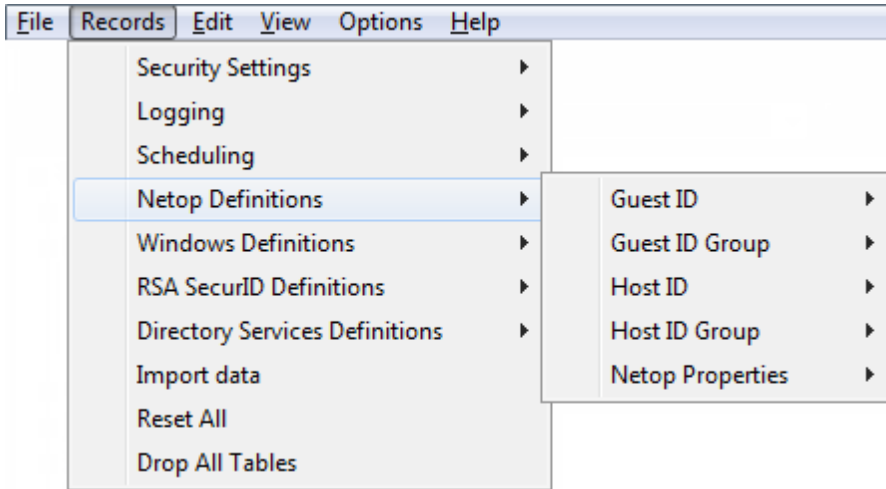 File Records Edit View Options Help
Security Settings
Logging
Scheduling
Netop Definitions
Windows Definitions
RSA SecurID Definitions
Directory Services Definitions
Import data
Reset All
Drop All Tables
Guest ID
Guest ID Group
Host ID
Host ID Group
Netop Properties